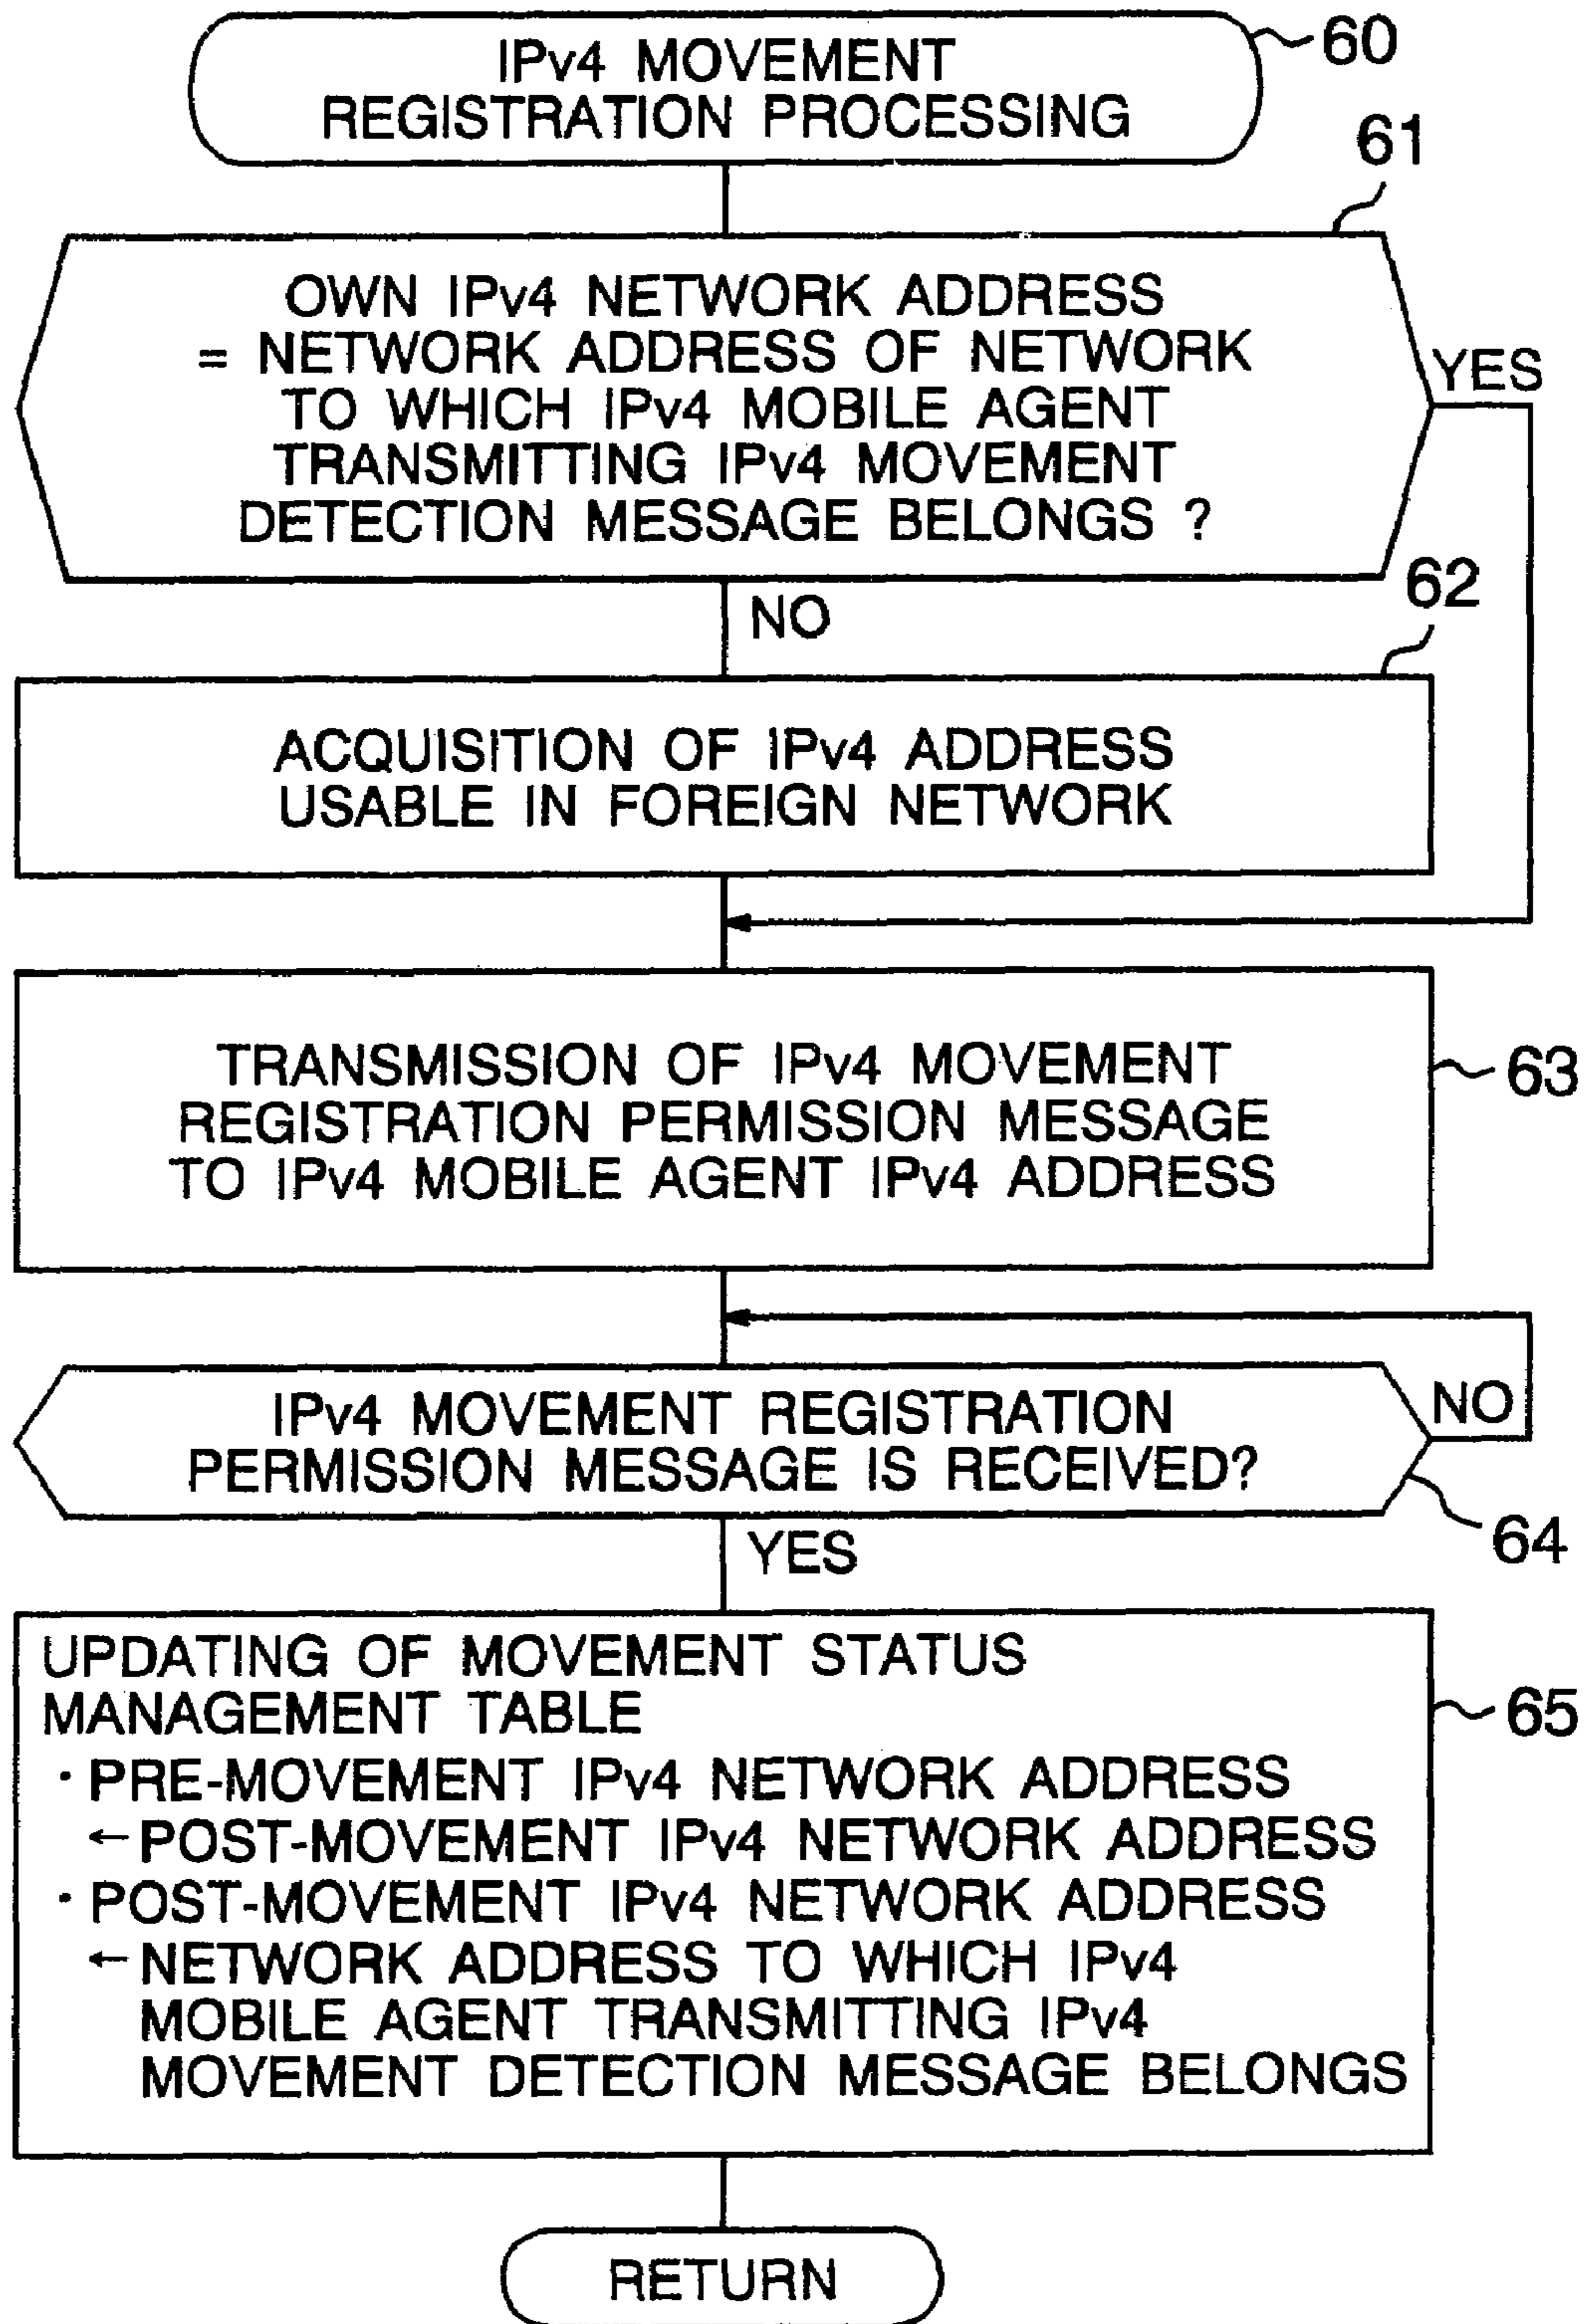 IPv4 MOVEMENT
REGISTRATION PROCESSING
60
61
OWN IPv4 NETWORK ADDRESS
= NETWORK ADDRESS OF NETWORK
TO WHICH IPv4 MOBILE AGENT
TRANSMITTING IPv4 MOVEMENT
DETECTION MESSAGE BELONGS ?
YES
NO
62
ACQUISITION OF IPv4 ADDRESS
USABLE IN FOREIGN NETWORK
TRANSMISSION OF IPv4 MOVEMENT
REGISTRATION PERMISSION MESSAGE
TO IPv4 MOBILE AGENT IPv4 ADDRESS
63
IPv4 MOVEMENT REGISTRATION
PERMISSION MESSAGE IS RECEIVED?
NO
64
YES
UPDATING OF MOVEMENT STATUS
MANAGEMENT TABLE
· PRE-MOVEMENT IPv4 NETWORK ADDRESS
← POST-MOVEMENT IPv4 NETWORK ADDRESS
· POST-MOVEMENT IPv4 NETWORK ADDRESS
← NETWORK ADDRESS TO WHICH IPv4
MOBILE AGENT TRANSMITTING IPv4
MOVEMENT DETECTION MESSAGE BELONGS
65
RETURN